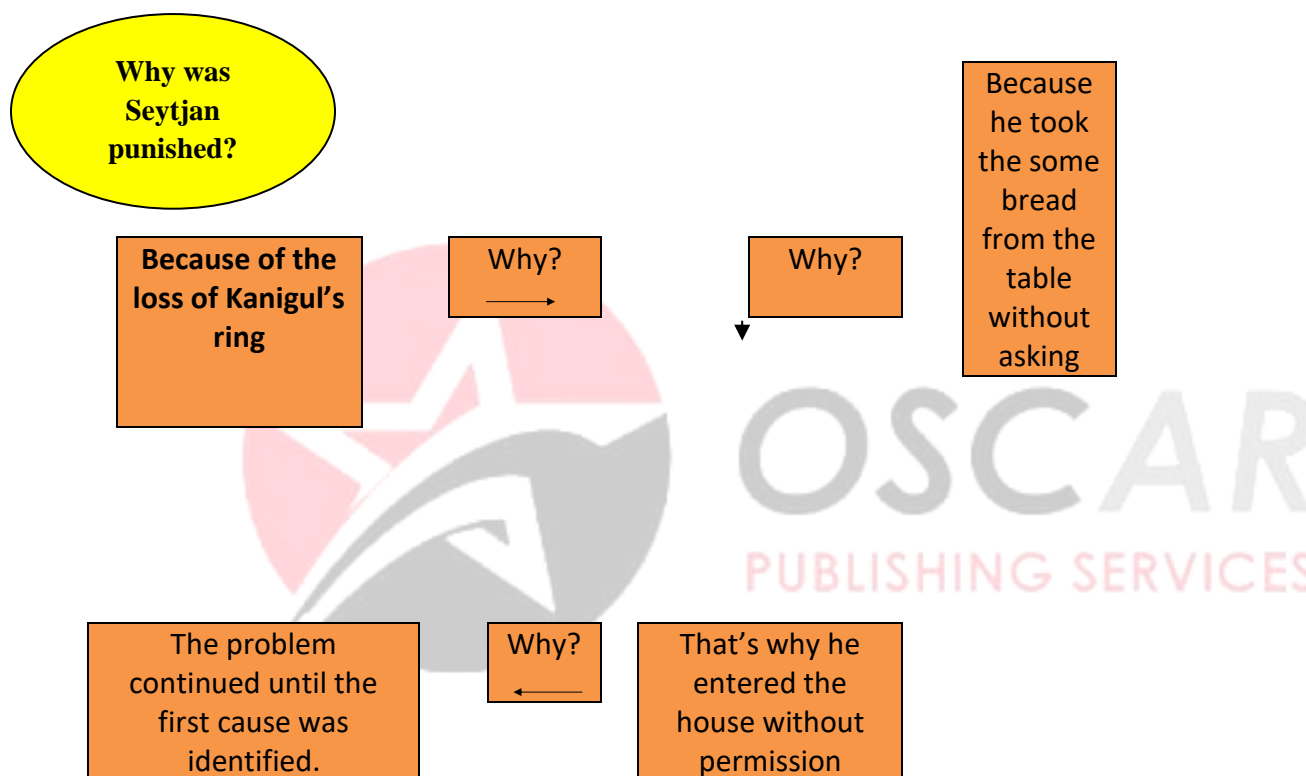 Why was
Seytjan
punished?
Because of the
loss of Kanigul’s
ring
Why?
Why?
Because
he took
the some
bread
from the
table
without
asking
OSCAR
PUBLISHING SERVICES
The problem
continued until the
first cause was
identified.
Why?
That’s why he
entered the
house without
permission